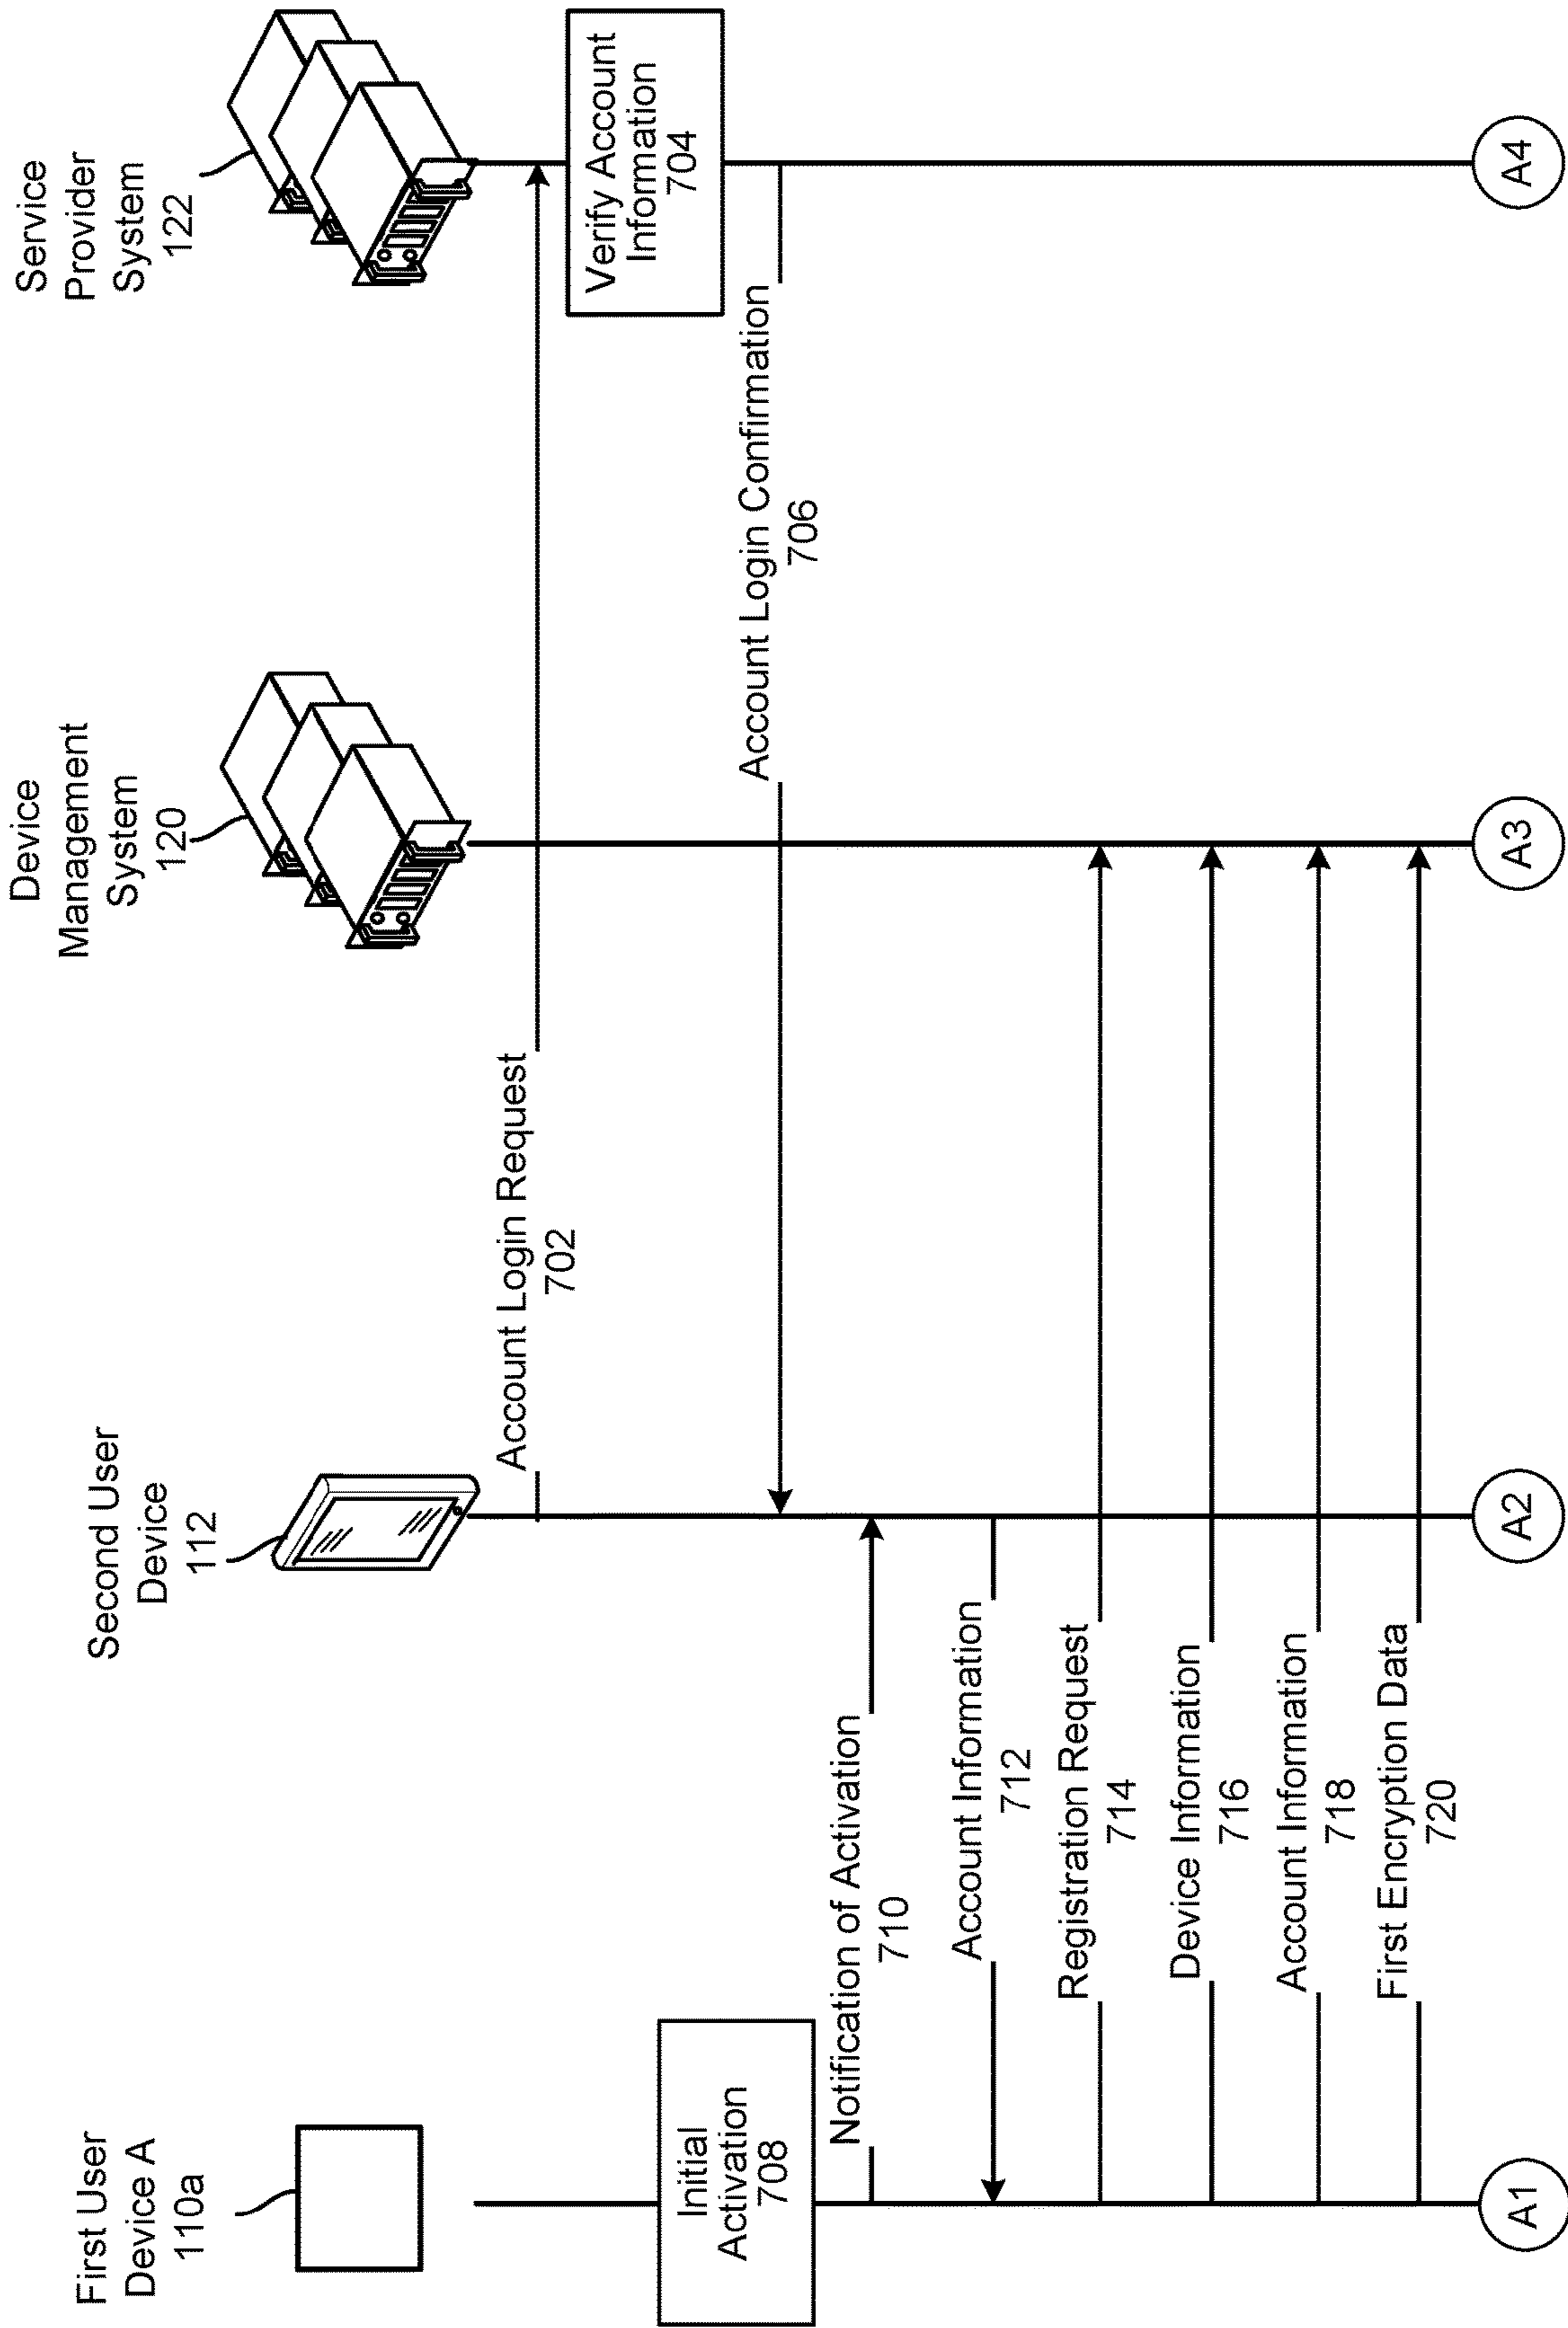 First User
Device A
110a
Second User
Device
112
Device
Management
System
120
Service
Provider
System
122
Account Login Request
702
Verify Account
Information
704
Account Login Confirmation
706
Initial
Activation
708
Notification of Activation
710
Account Information
712
Registration Request
714
Device Information
716
Account Information
718
First Encryption Data
720
A1
A2
A3
A4